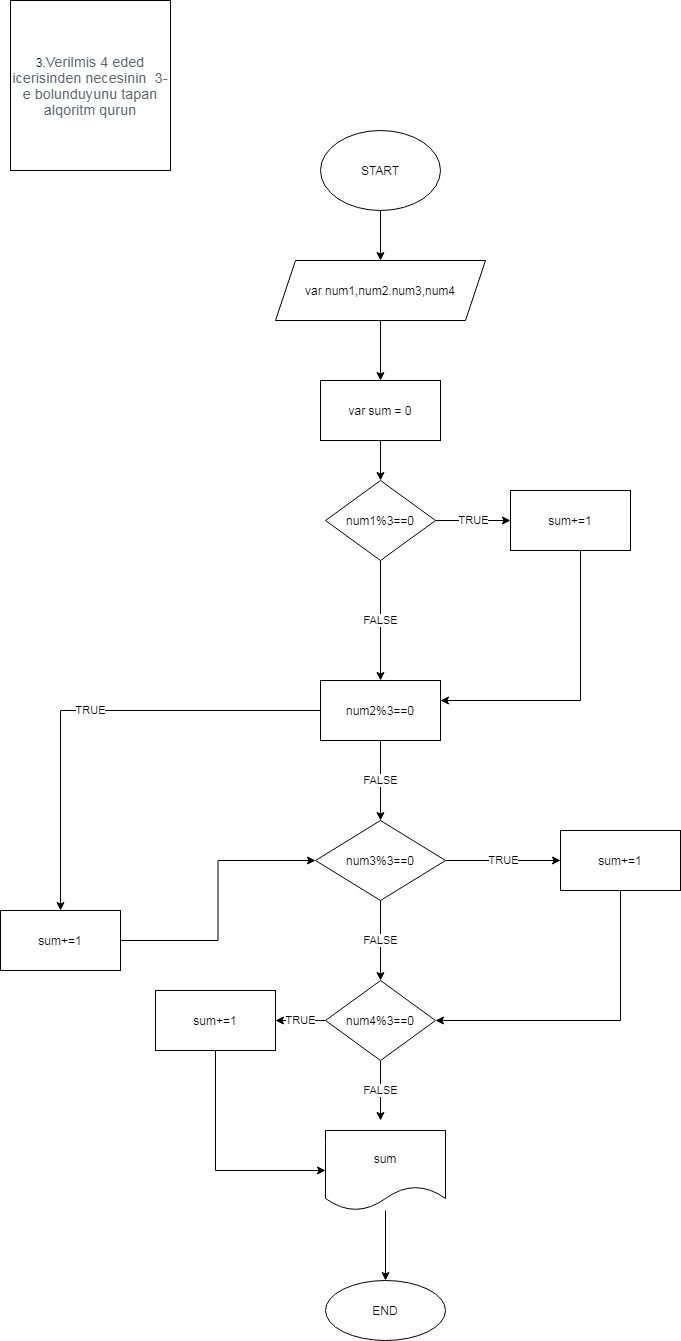 3.Verilmis 4 eded
icerisinden necesinin 3-
e bolunduyunu tapan
alqoritm qurun
START
var num1,num2.num3,num4
var sum = 0
num1%3==0
TRUE
sum+=1
FALSE
num2%3==0
TRUE
FALSE
num3%3==0
TRUE
sum+=1
sum+=1
FALSE
num4%3==0
TRUE
sum+=1
FALSE
sum
END